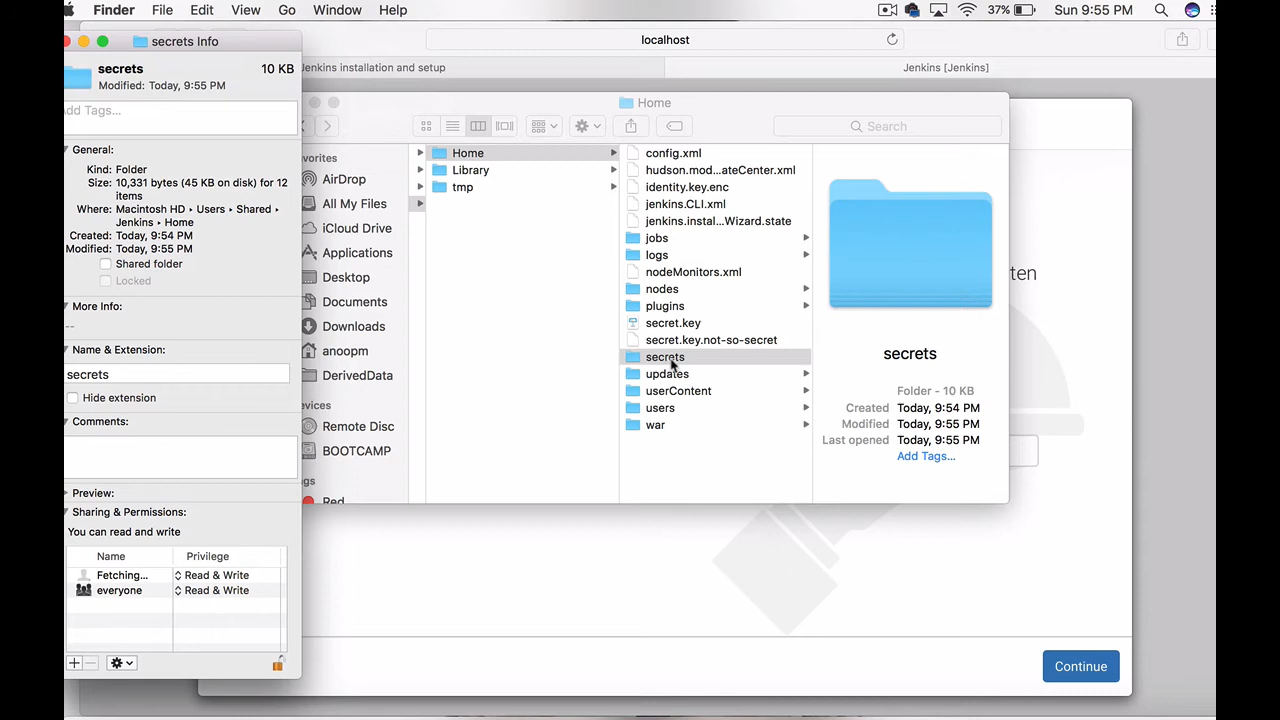 Finder File Edit View Go Window Help 37% Sun 9:55 PM
secrets Info
localhost
Jenkins installation and setup
Jenkins [Jenkins]
secrets 10 KB
Modified: Today, 9:55 PM
Add Tags...
General:
Kind: Folder
Size: 10,331 bytes (45 KB on disk) for 12
items
Where: Macintosh HD ▸ Users ▸ Shared ▸
Jenkins ▸ Home
Created: Today, 9:54 PM
Modified: Today, 9:55 PM
Shared folder
Locked
More Info:
--
Name & Extension:
secrets
Hide extension
Comments:
Preview:
Sharing & Permissions:
You can read and write
Name Privilege
Fetching... Read & Write
everyone Read & Write
Home
Search
avorites
AirDrop
All My Files
iCloud Drive
Applications
Desktop
Documents
Downloads
anoopm
DerivedData
evices
Remote Disc
BOOTCAMP
gs
Red
Home
Library
tmp
config.xml
hudson.mod...ateCenter.xml
identity.key.enc
jenkins.CLI.xml
jenkins.instal...Wizard.state
jobs
logs
nodeMonitors.xml
nodes
plugins
secret.key
secret.key.not-so-secret
secrets
updates
userContent
users
war
secrets
Folder - 10 KB
Created Today, 9:54 PM
Modified Today, 9:55 PM
Last opened Today, 9:55 PM
Add Tags...
ten
Continue